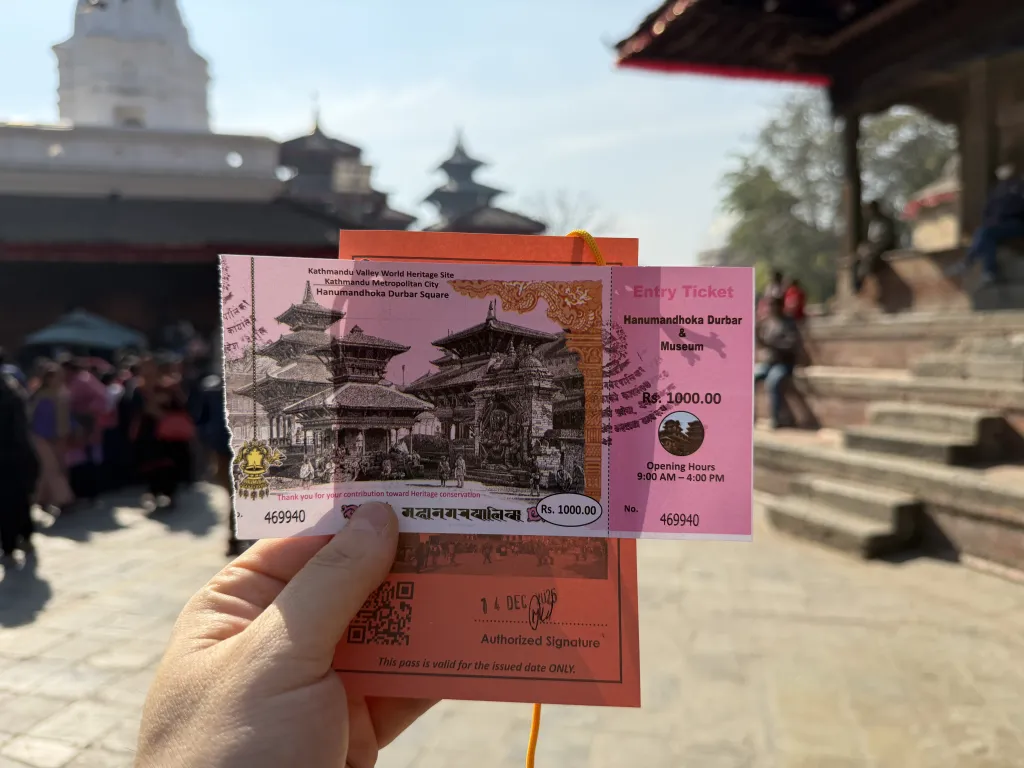 Kathmandu Valley World Heritage Site
Kathmandu Metropolitan City
Hanumandhoka Durbar Square
Thank you for your contribution toward Heritage conservation
469940
Rs. 1000.00
Entry Ticket
Hanumandhoka Durbar
&
Museum
Rs. 1000.00
Opening Hours
9:00 AM – 4:00 PM
No.
469940
14 DEC
Authorized Signature
This pass is valid for the issued date ONLY.